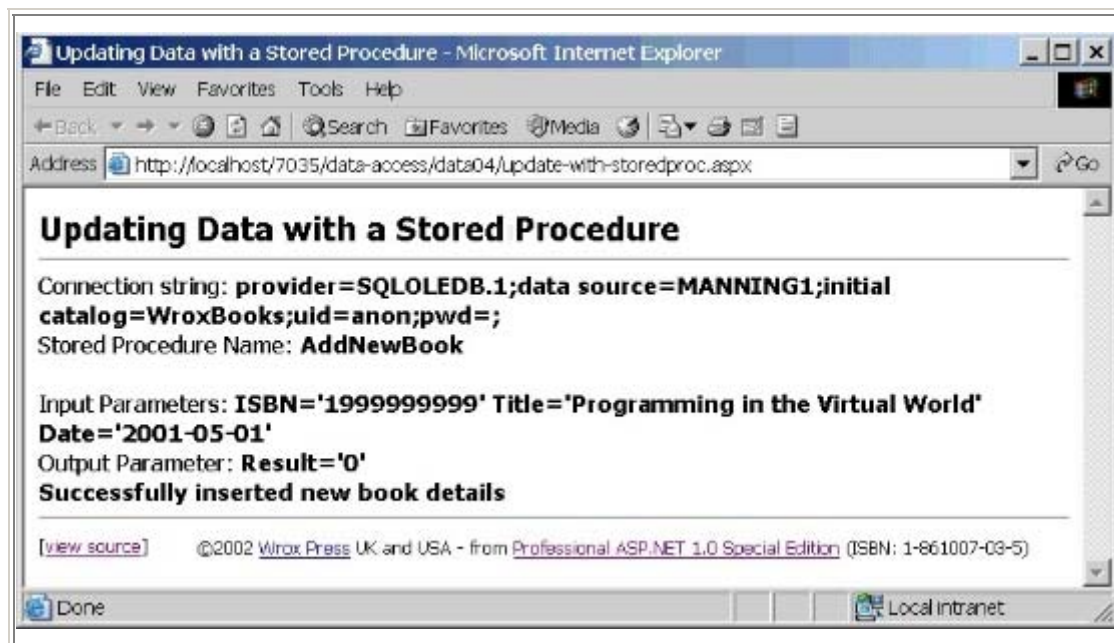 Updating Data with a Stored Procedure - Microsoft Internet Explorer
File Edit View Favorites Tools Help
Back Search Favorites Media
Address http://localhost/7035/data-access/data04/update-with-storedproc.aspx Go
Updating Data with a Stored Procedure
Connection string: provider=SQLOLEDB.1;data source=MANNING1;initial
catalog=WroxBooks;uid=anon;pwd=;
Stored Procedure Name: AddNewBook
Input Parameters: ISBN='1999999999' Title='Programming in the Virtual World'
Date='2001-05-01'
Output Parameter: Result='0'
Successfully inserted new book details
[view source] ©2002 Wrox Press UK and USA - from Professional ASP.NET 1.0 Special Edition (ISBN: 1-861007-03-5)
Done Local intranet